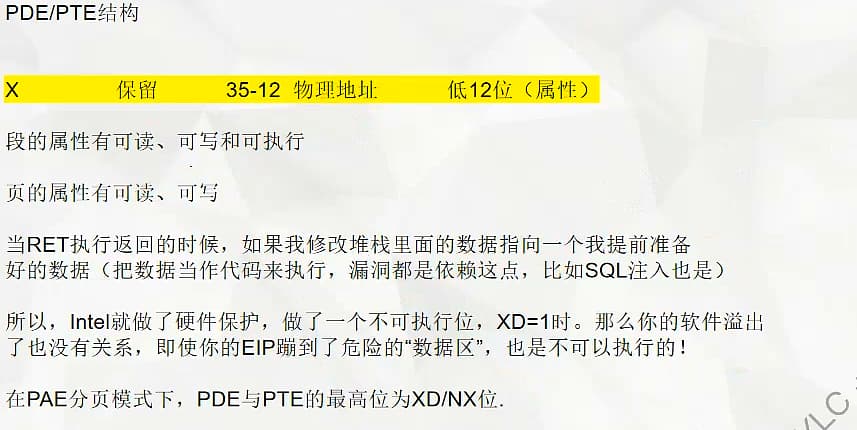 PDE/PTE结构
X 保留 35-12 物理地址 低12位（属性）
段的属性有可读、可写和可执行
页的属性有可读、可写
当RET执行返回的时候，如果我修改堆栈里面的数据指向一个我提前准备
好的数据（把数据当作代码来执行，漏洞都是依赖这点，比如SQL注入也是）
所以，Intel就做了硬件保护，做了一个不可执行位，XD=1时。那么你的软件溢出
了也没有关系，即使你的EIP蹦到了危险的“数据区”，也是不可以执行的！
在PAE分页模式下，PDE与PTE的最高位为XD/NX位.